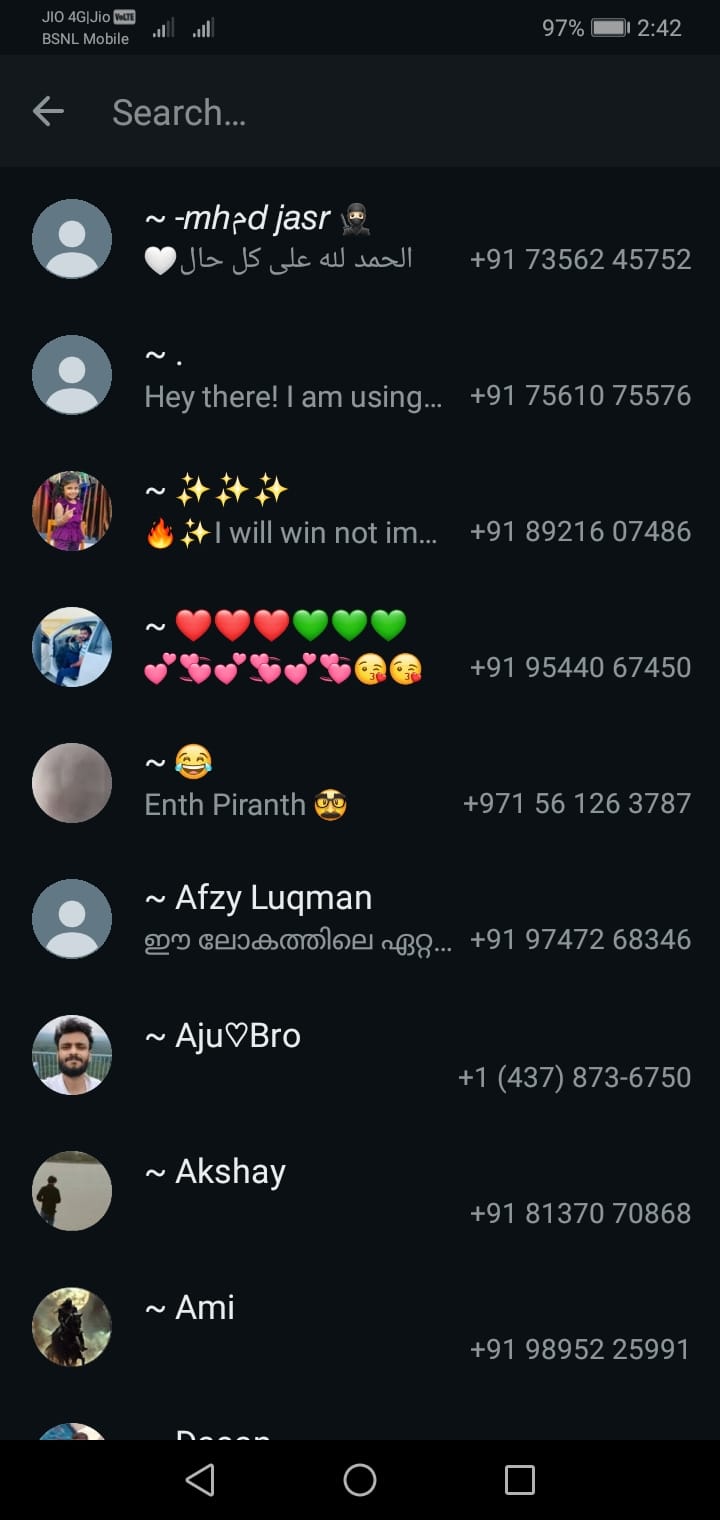 JIO 4G|Jio VoLTE
BSNL Mobile
97% 2:42
Search...
~ -mhمd jasr 🥷🏻
🤍الحمد لله على كل حال
+91 73562 45752
~ .
Hey there! I am using...
+91 75610 75576
~ ✨✨✨
🔥✨I will win not im...
+91 89216 07486
~ ❤️❤️❤️💚💚💚
💕💞💕💞💕💞😘😘
+91 95440 67450
~ 😂
Enth Piranth 🥸
+971 56 126 3787
~ Afzy Luqman
ഈ ലോകത്തിലെ ഏറ്റ...
+91 97472 68346
~ Aju♡Bro
+1 (437) 873-6750
~ Akshay
+91 81370 70868
~ Ami
+91 98952 25991